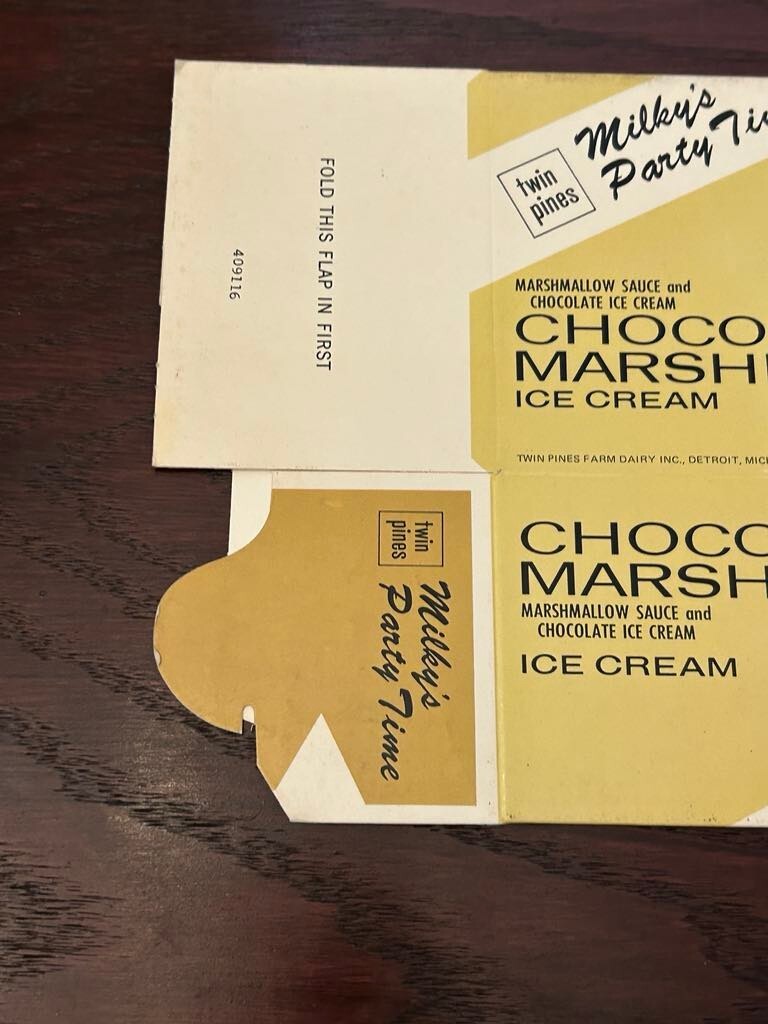 FOLD THIS FLAP IN FIRST
409116
twin
pines
Milky's
Party
MARSHMALLOW SAUCE and
CHOCOLATE ICE CREAM
CHOCO
MARSH
ICE CREAM
TWIN PINES FARM DAIRY INC., DETROIT, MICH
twin
pines
Milky's
Party Time
CHOCO
MARSH
MARSHMALLOW SAUCE and
CHOCOLATE ICE CREAM
ICE CREAM